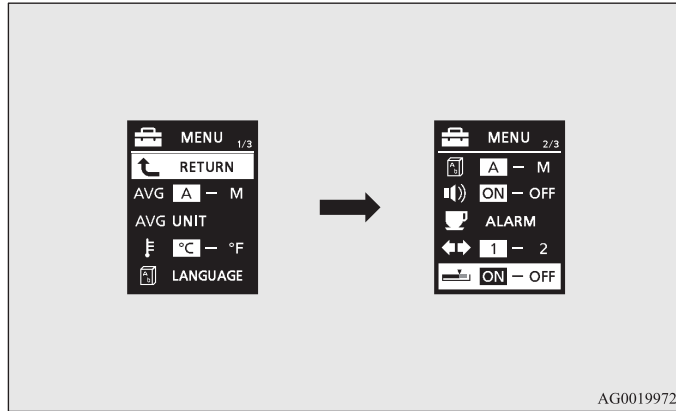 MENU 1/3
RETURN
AVG A – M
AVG UNIT
°C – °F
A b LANGUAGE
MENU 2/3
A b A – M
ON – OFF
ALARM
1 – 2
ON – OFF
AG0019972